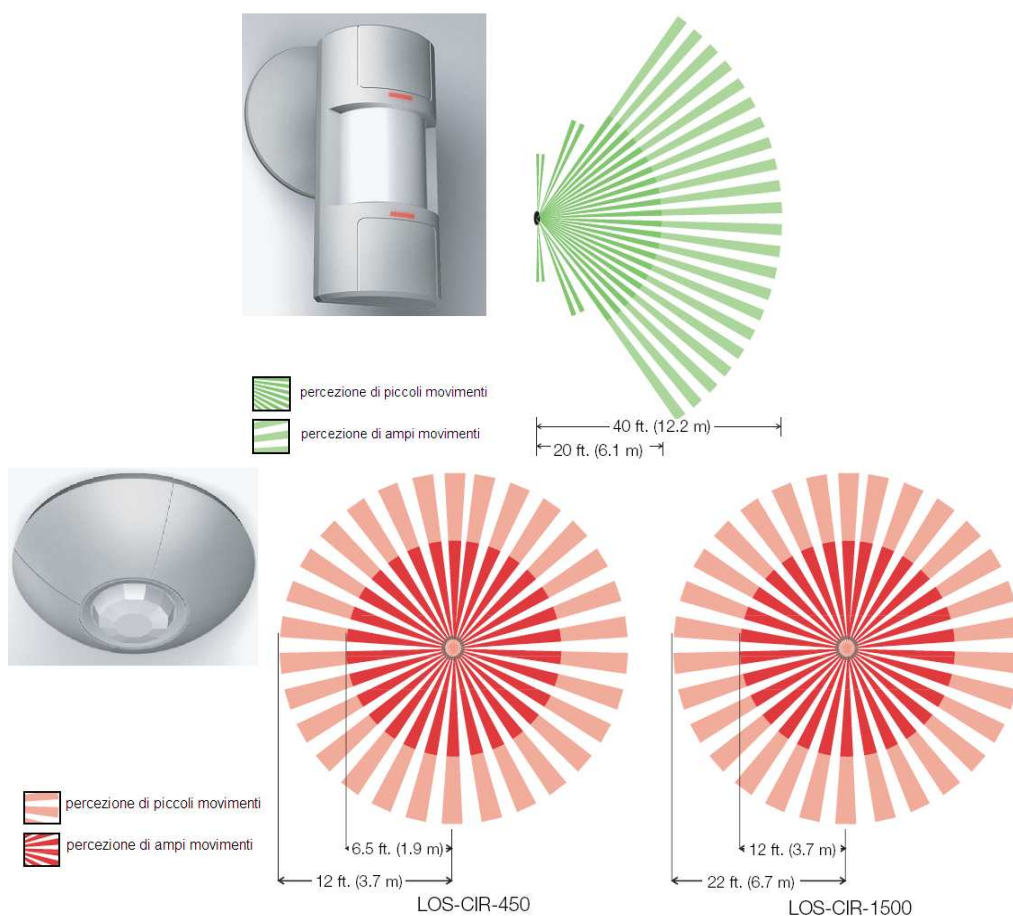 percezione di piccoli movimenti
percezione di ampi movimenti
40 ft. (12.2 m)
20 ft. (6.1 m)
percezione di piccoli movimenti
percezione di ampi movimenti
6.5 ft. (1.9 m)
12 ft. (3.7 m)
LOS-CIR-450
12 ft. (3.7 m)
22 ft. (6.7 m)
LOS-CIR-1500